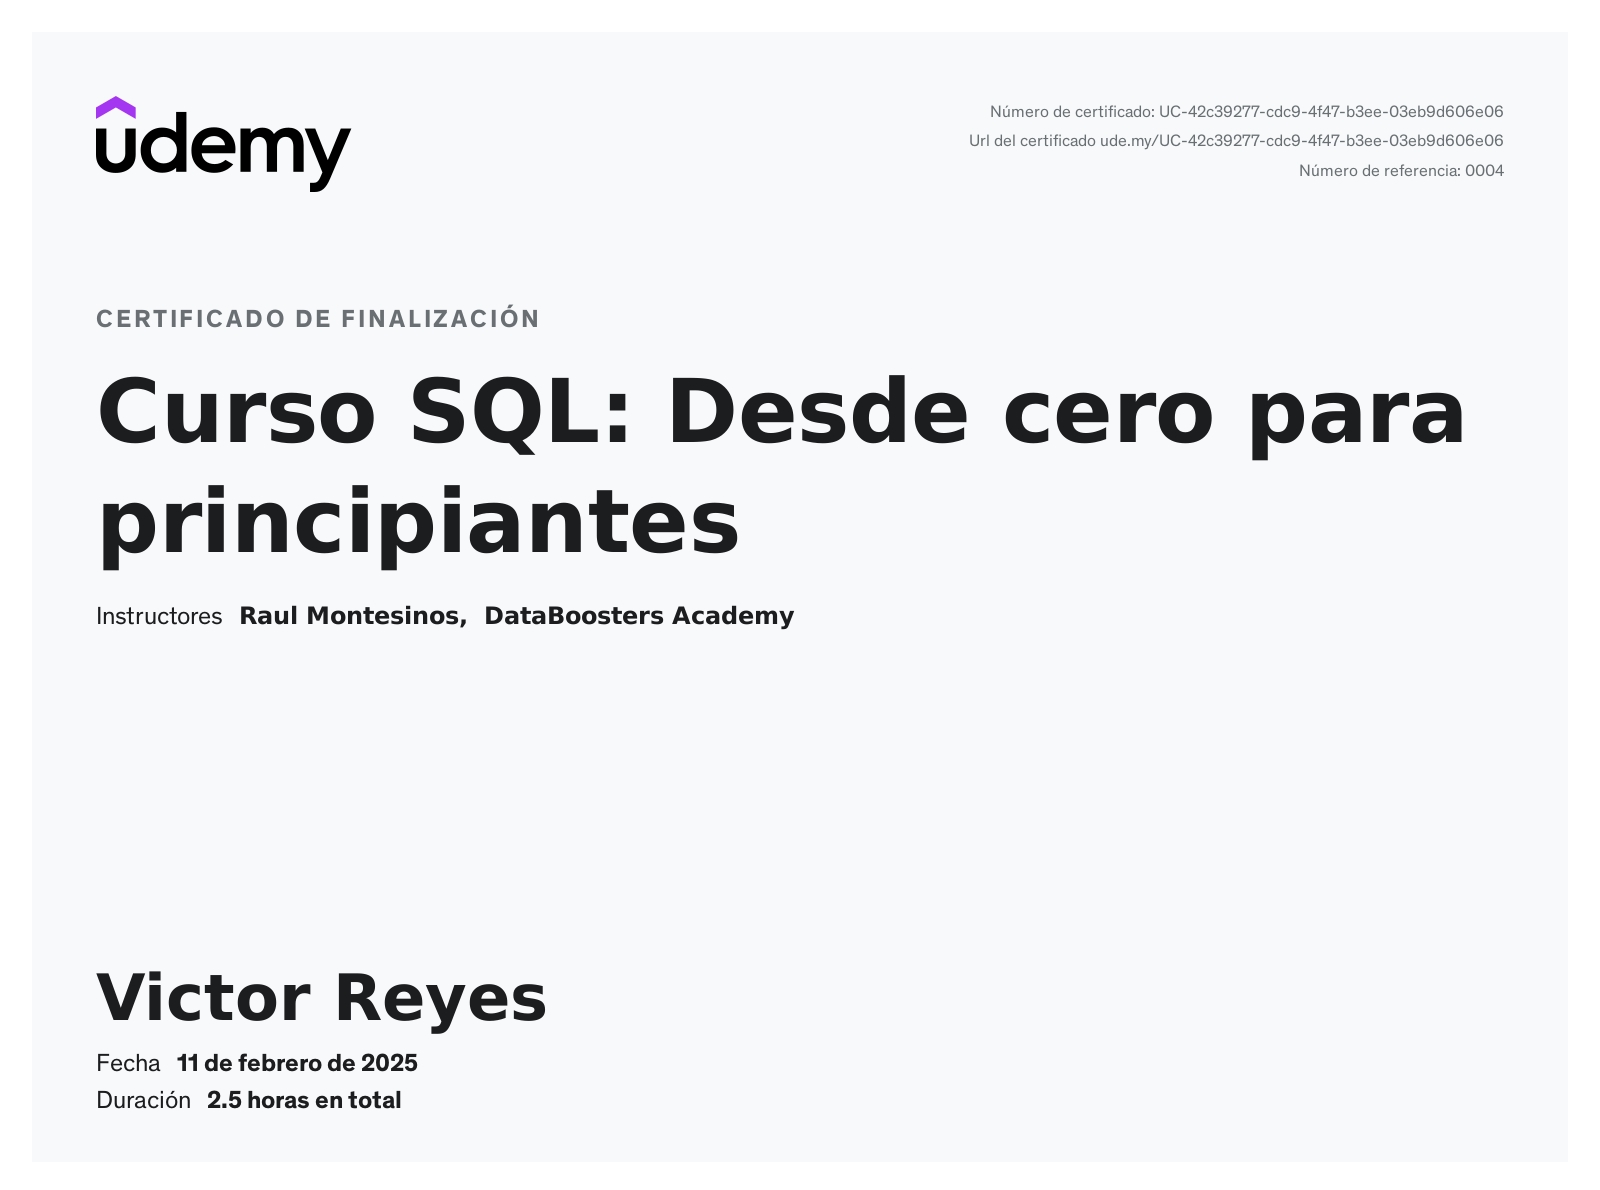 udemy
Número de certificado: UC-42c39277-cdc9-4f47-b3ee-03eb9d606e06
Url del certificado ude.my/UC-42c39277-cdc9-4f47-b3ee-03eb9d606e06
Número de referencia: 0004
CERTIFICADO DE FINALIZACIÓN
Curso SQL: Desde cero para
principiantes
Instructores Raul Montesinos, DataBoosters Academy
Victor Reyes
Fecha 11 de febrero de 2025
Duración 2.5 horas en total